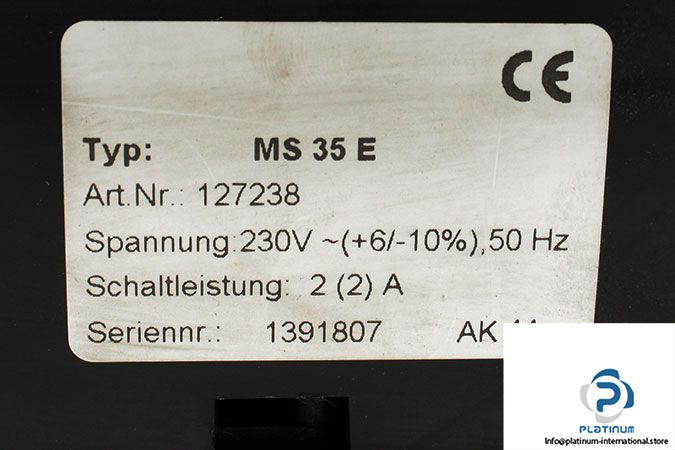 CE
Typ: MS 35 E
Art.Nr.: 127238
Spannung:230V ~(+6/-10%),50 Hz
Schaltleistung: 2 (2) A
Seriennr.: 1391807 AK
PLATINUM
Info@platinum-international.store